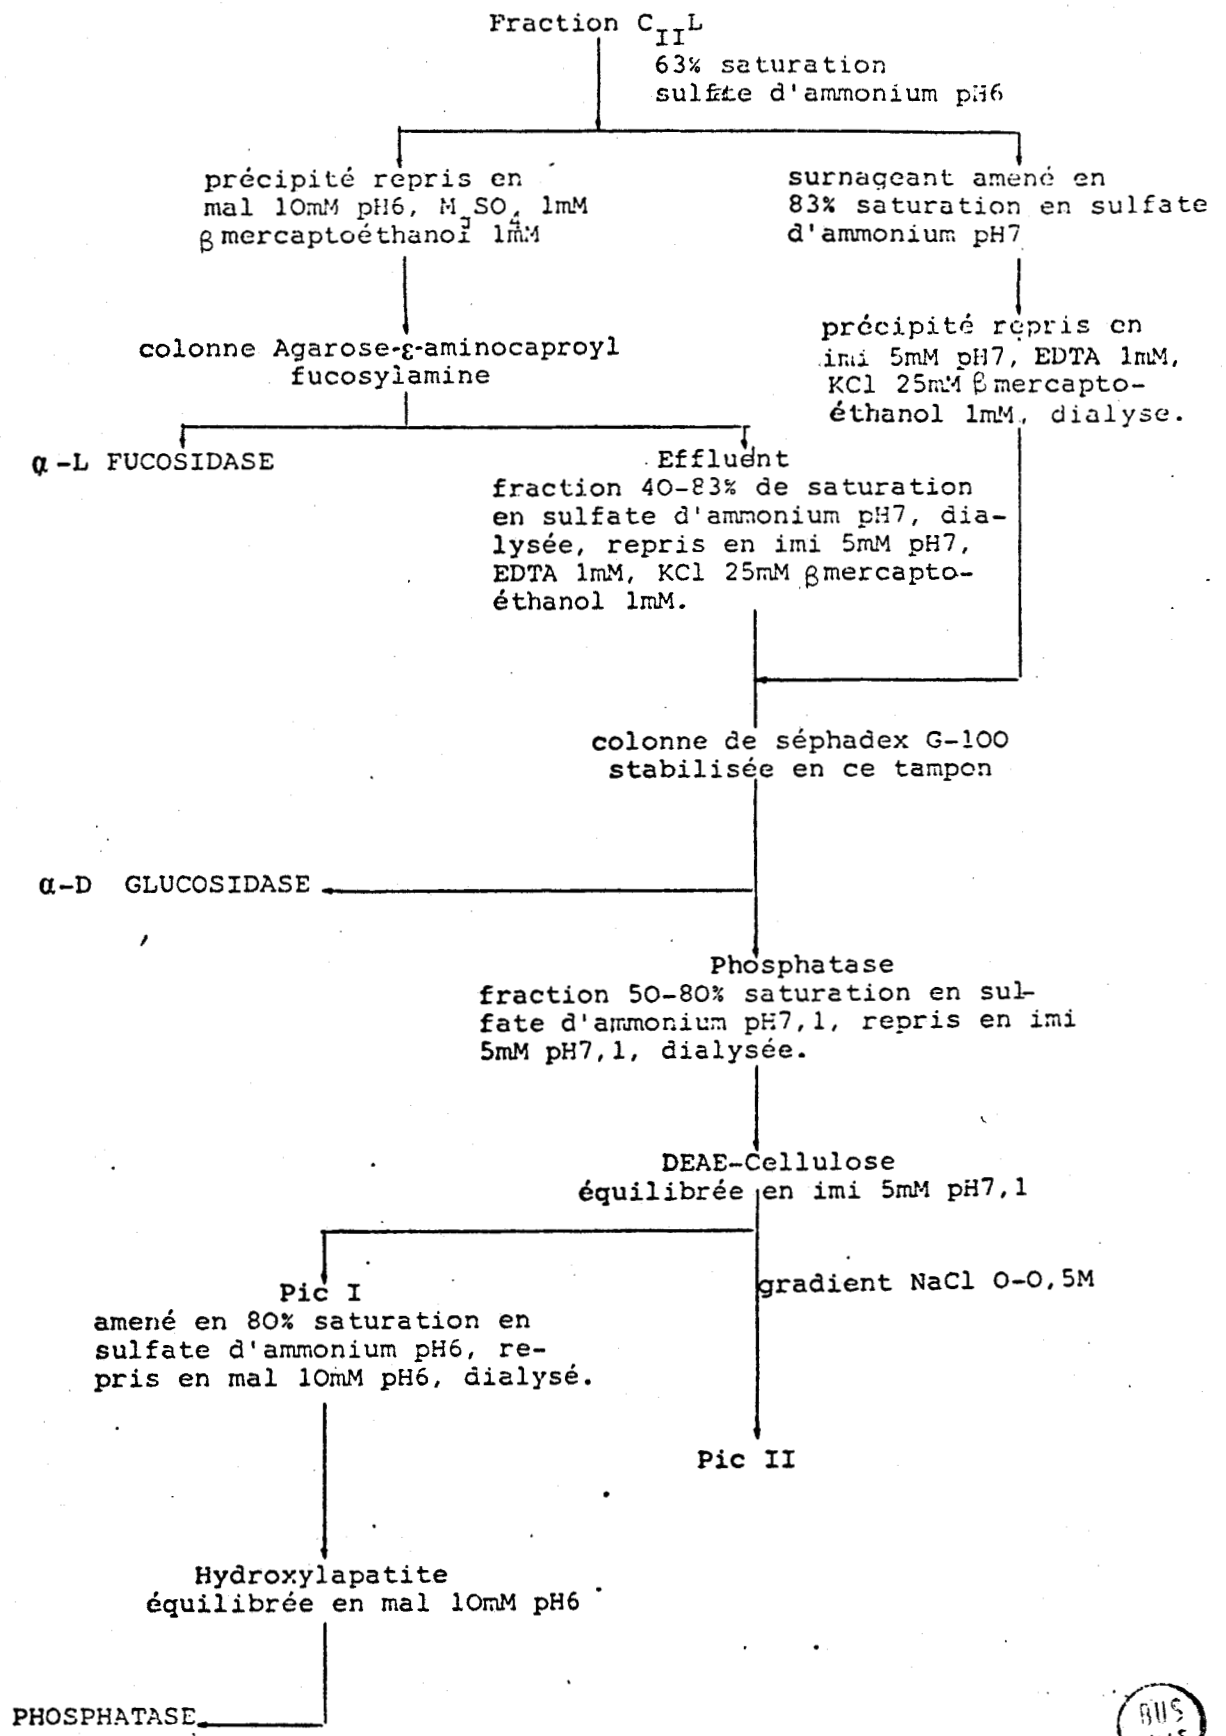 Fraction C_II L
63% saturation
sulfate d'ammonium pH6
précipité repris en
mal 10mM pH6, MgSO4 1mM
β mercaptoéthanol 1mM
surnageant amené en
83% saturation en sulfate
d'ammonium pH7
colonne Agarose-ε-aminocaproyl
fucosylamine
précipité repris en
imi 5mM pH7, EDTA 1mM,
KCl 25mM β mercapto-
éthanol 1mM, dialyse.
α-L FUCOSIDASE
Effluent
fraction 40-83% de saturation
en sulfate d'ammonium pH7, dia-
lysée, repris en imi 5mM pH7,
EDTA 1mM, KCl 25mM βmercapto-
éthanol 1mM.
colonne de séphadex G-100
stabilisée en ce tampon
α-D GLUCOSIDASE
Phosphatase
fraction 50-80% saturation en sul-
fate d'ammonium pH7,1, repris en imi
5mM pH7,1, dialysée.
DEAE-Cellulose
équilibrée en imi 5mM pH7,1
gradient NaCl 0-0,5M
Pic I
amené en 80% saturation en
sulfate d'ammonium pH6, re-
pris en mal 10mM pH6, dialysé.
Pic II
Hydroxylapatite
équilibrée en mal 10mM pH6
PHOSPHATASE
BUS